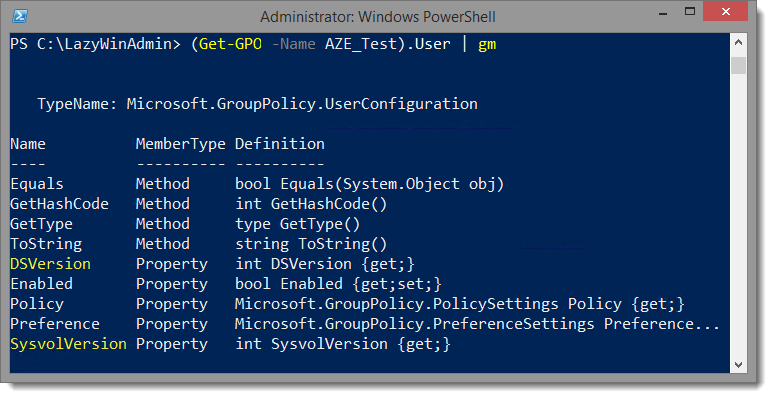 Administrator: Windows PowerShell
PS C:\LazyWinAdmin> (Get-GPO -Name AZE_Test).User | gm
TypeName: Microsoft.GroupPolicy.UserConfiguration
Name MemberType Definition
---- ---------- ----------
Equals Method bool Equals(System.Object obj)
GetHashCode Method int GetHashCode()
GetType Method type GetType()
ToString Method string ToString()
DSVersion Property int DSVersion {get;}
Enabled Property bool Enabled {get;set;}
Policy Property Microsoft.GroupPolicy.PolicySettings Policy {get;}
Preference Property Microsoft.GroupPolicy.PreferenceSettings Preference...
SysvolVersion Property int SysvolVersion {get;}